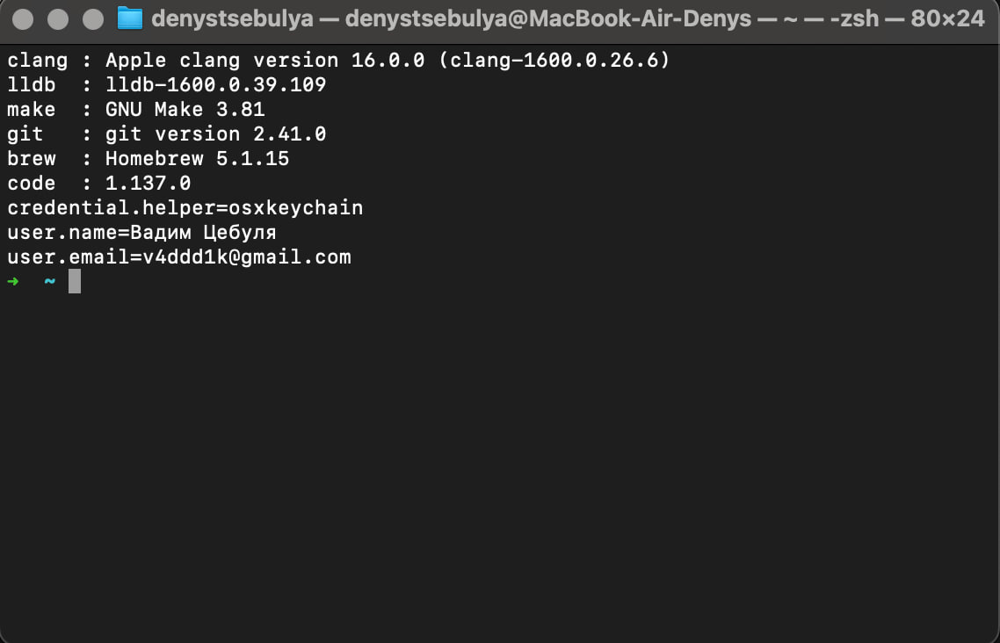 denystsebulya — denystsebulya@MacBook-Air-Denys — ~ — -zsh — 80×24
clang : Apple clang version 16.0.0 (clang-1600.0.26.6)
lldb  : lldb-1600.0.39.109
make  : GNU Make 3.81
git   : git version 2.41.0
brew  : Homebrew 5.1.15
code  : 1.137.0
credential.helper=osxkeychain
user.name=Вадим Цебуля
user.email=v4ddd1k@gmail.com
➜  ~